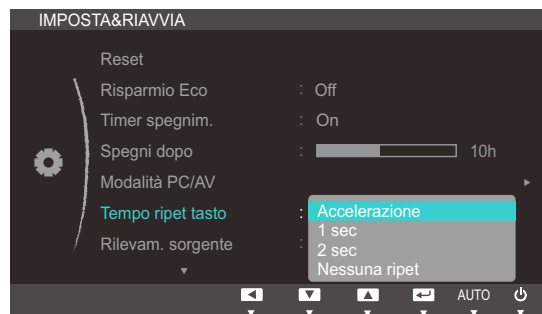 IMPOSTA&RIAVVIA
Reset
Risparmio Eco : Off
Timer spegnim. : On
Spegni dopo : 10h
Modalità PC/AV
Tempo ripet tasto : Accelerazione
1 sec
Rilevam. sorgente : 2 sec
Nessuna ripet
AUTO